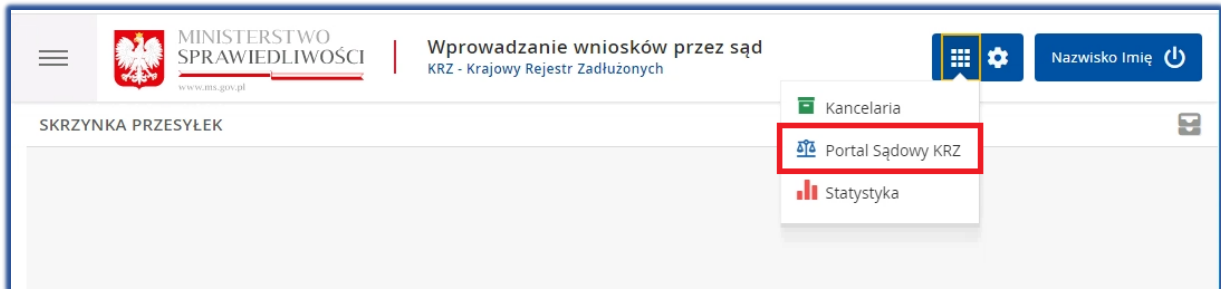 MINISTERSTWO
SPRAWIEDLIWOŚCI
www.ms.gov.pl
Wprowadzanie wniosków przez sąd
KRZ - Krajowy Rejestr Zadłużonych
Nazwisko Imię
Kancelaria
SKRZYNKA PRZESYŁEK
Portal Sądowy KRZ
Statystyka